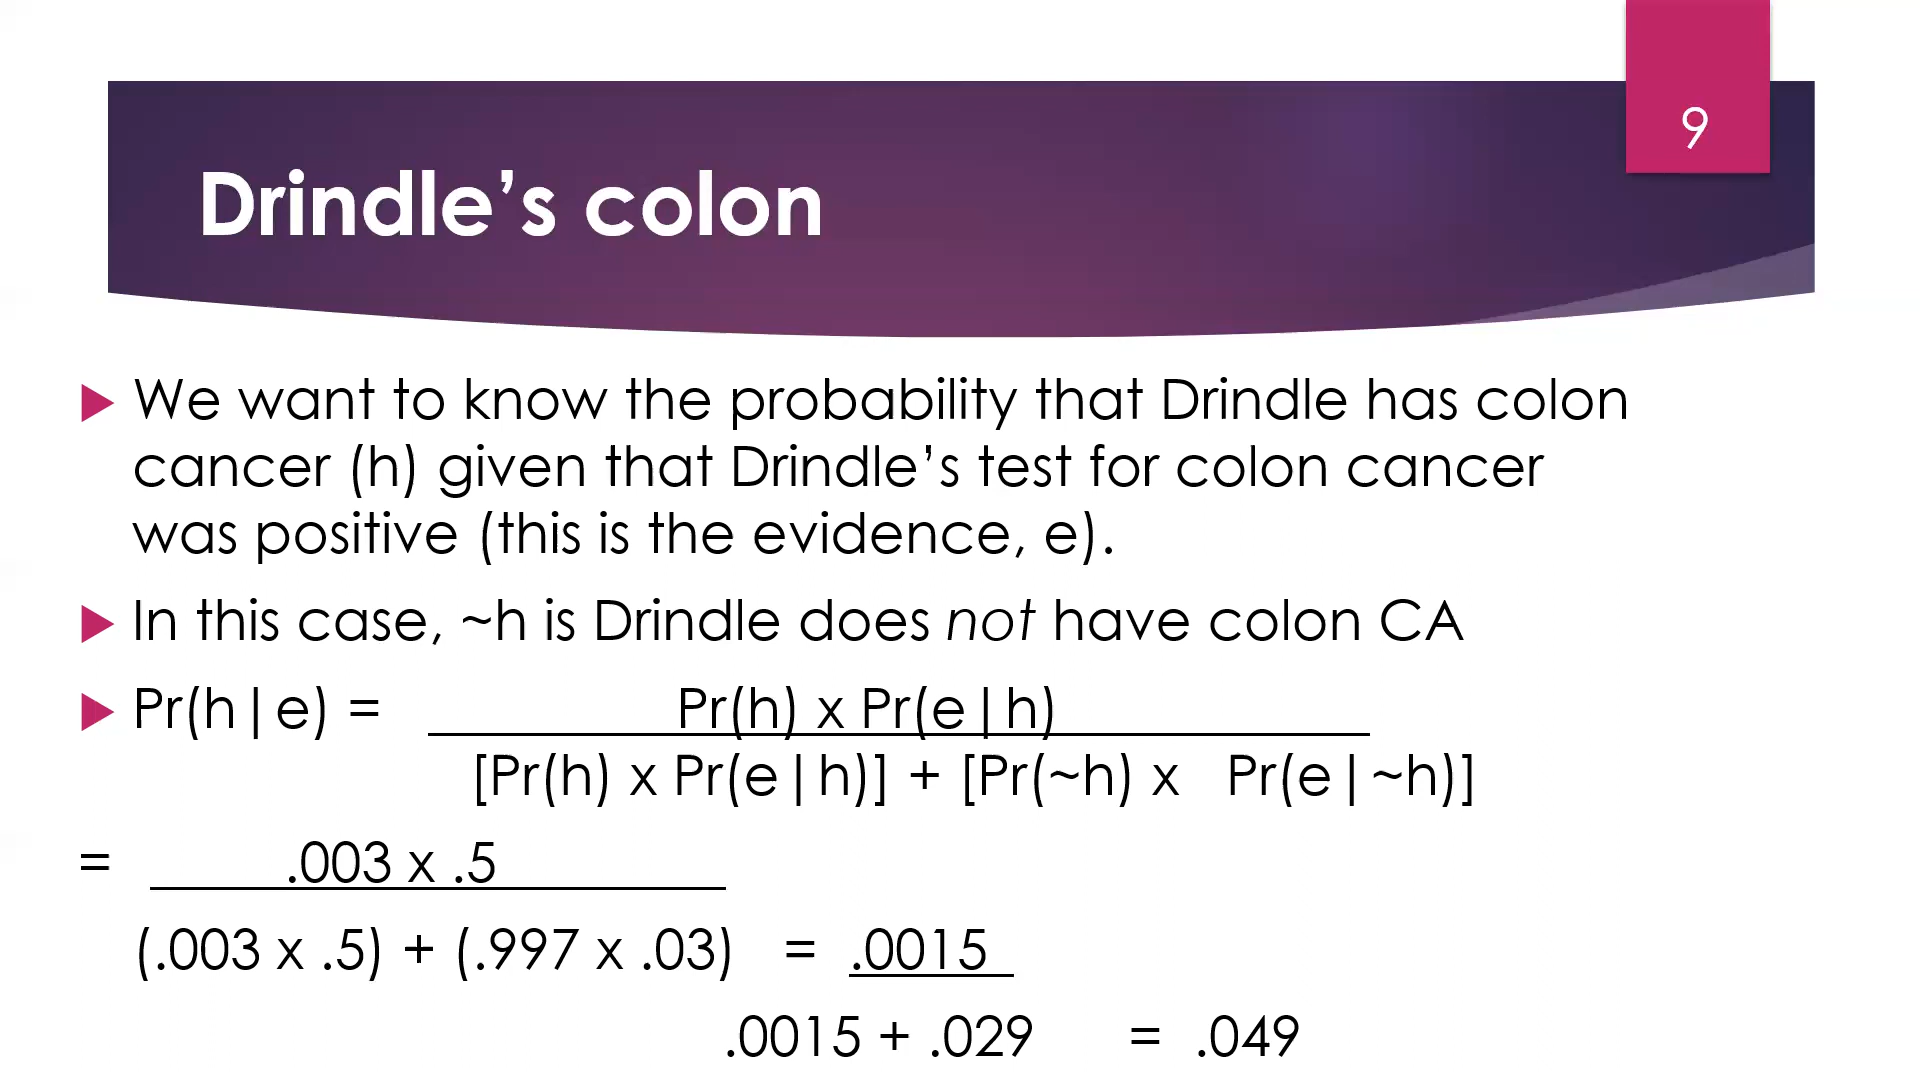 9
Drindle’s colon
We want to know the probability that Drindle has colon
cancer (h) given that Drindle’s test for colon cancer
was positive (this is the evidence, e).
In this case, ~h is Drindle does not have colon CA
Pr(h|e) = Pr(h) x Pr(e|h)
[Pr(h) x Pr(e|h)] + [Pr(~h) x Pr(e|~h)]
= .003 x .5
(.003 x .5) + (.997 x .03) = .0015
.0015 + .029 = .049